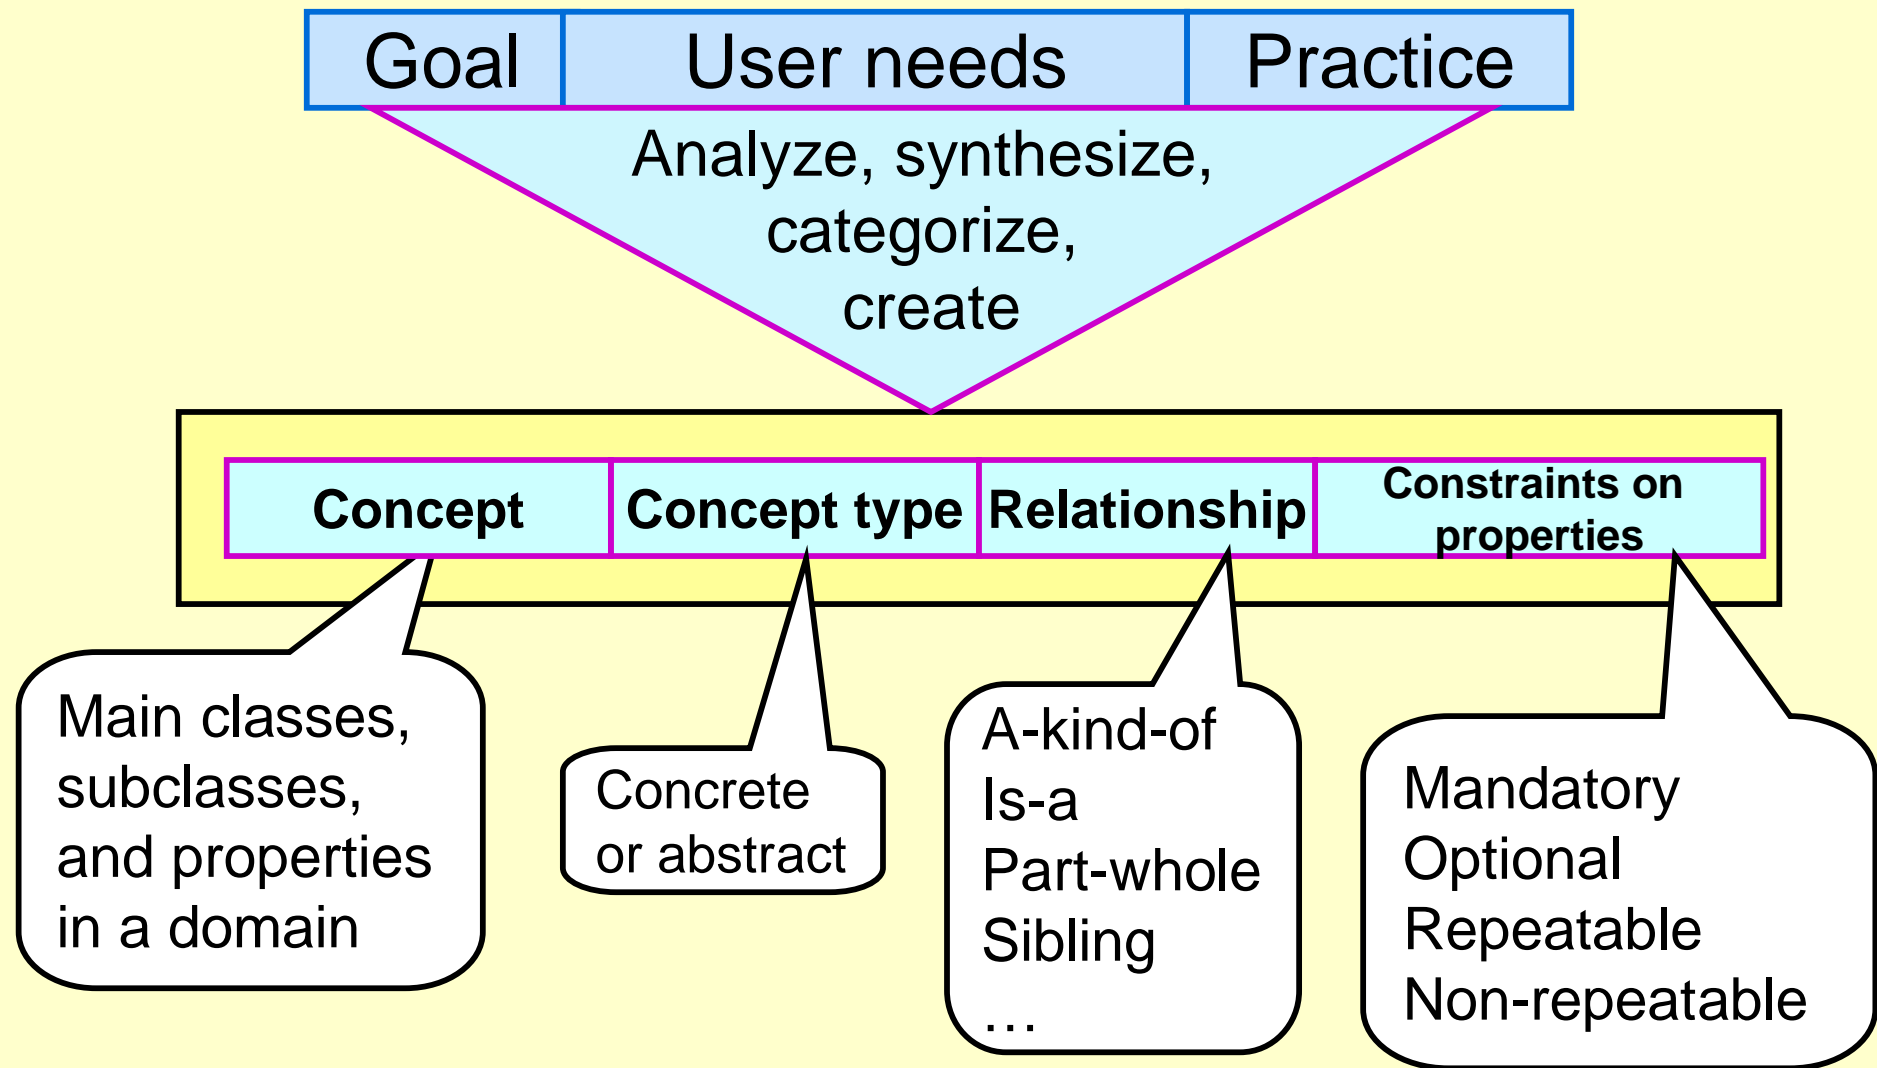 Goal
User needs
Practice
Analyze, synthesize,
categorize,
create
Concept
Concept type
Relationship
Constraints on
properties
Main classes,
subclasses,
and properties
in a domain
Concrete
or abstract
A-kind-of
Is-a
Part-whole
Sibling
…
Mandatory
Optional
Repeatable
Non-repeatable